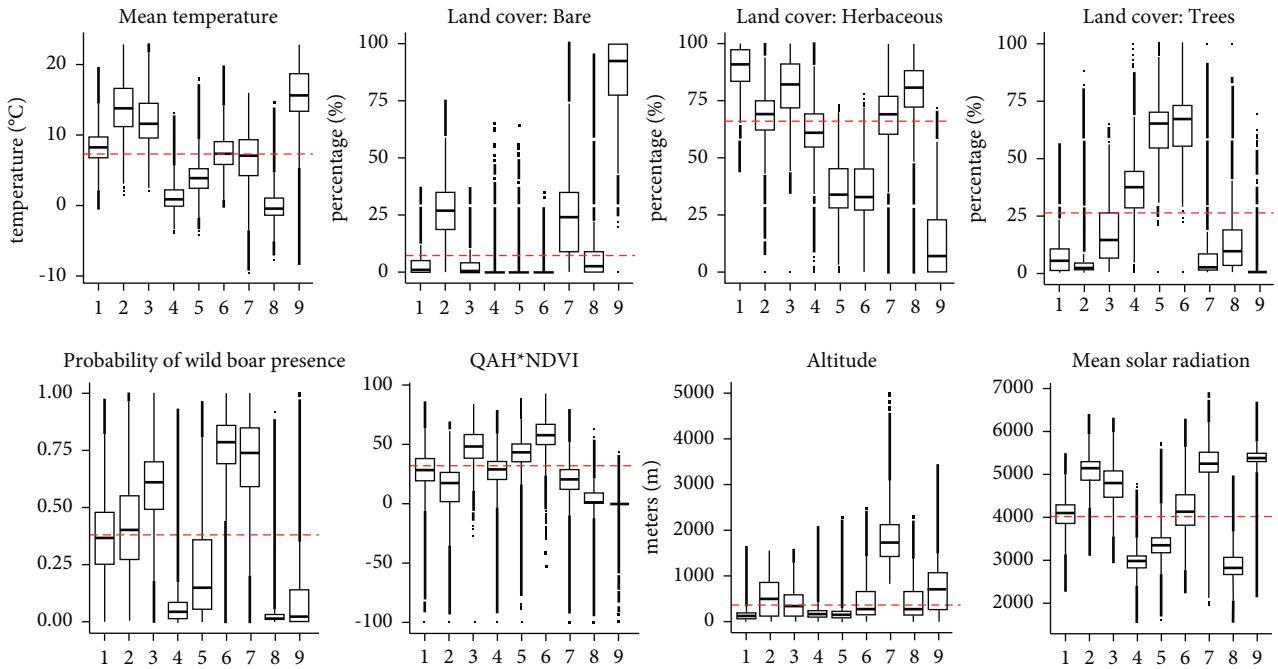 Mean temperature
temperature (°C)
20
10
0
-10
1 2 3 4 5 6 7 8 9
Land cover: Bare
percentage (%)
100
75
50
25
0
1 2 3 4 5 6 7 8 9
Land cover: Herbaceous
percentage (%)
100
75
50
25
0
1 2 3 4 5 6 7 8 9
Land cover: Trees
percentage (%)
100
75
50
25
0
1 2 3 4 5 6 7 8 9
Probability of wild boar presence
1.00
0.75
0.50
0.25
0.00
1 2 3 4 5 6 7 8 9
QAH*NDVI
100
50
0
-50
-100
1 2 3 4 5 6 7 8 9
Altitude
meters (m)
5000
4000
3000
2000
1000
0
1 2 3 4 5 6 7 8 9
Mean solar radiation
7000
6000
5000
4000
3000
2000
1 2 3 4 5 6 7 8 9